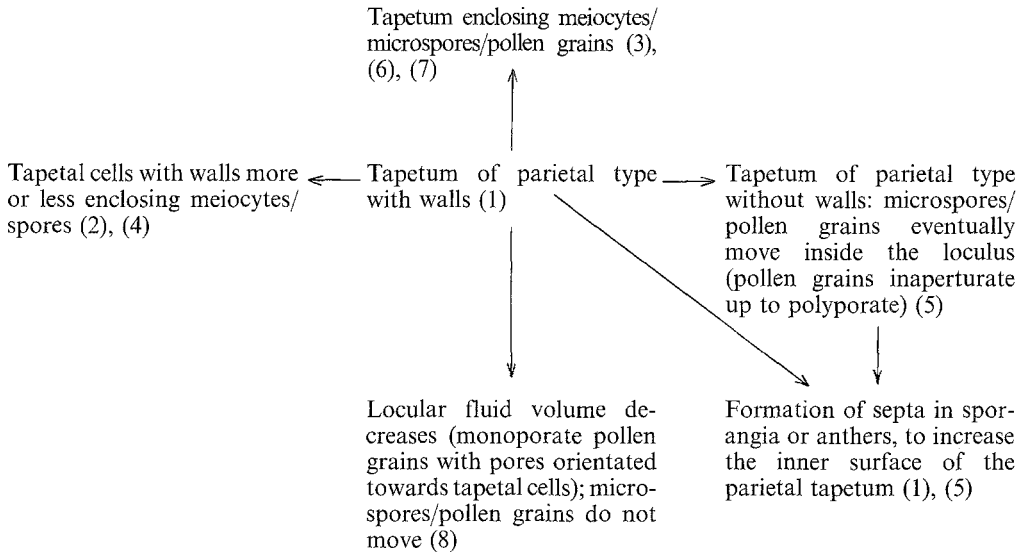 Tapetum enclosing meiocytes/
microspores/pollen grains (3),
(6), (7)
Tapetal cells with walls more
or less enclosing meiocytes/
spores (2), (4)
Tapetum of parietal type
with walls (1)
Tapetum of parietal type
without walls: microspores/
pollen grains eventually
move inside the loculus
(pollen grains inaperturate
up to polyporate) (5)
Locular fluid volume de-
creases (monoporate pollen
grains with pores orientated
towards tapetal cells); micro-
spores/pollen grains do not
move (8)
Formation of septa in spor-
angia or anthers, to increase
the inner surface of the
parietal tapetum (1), (5)